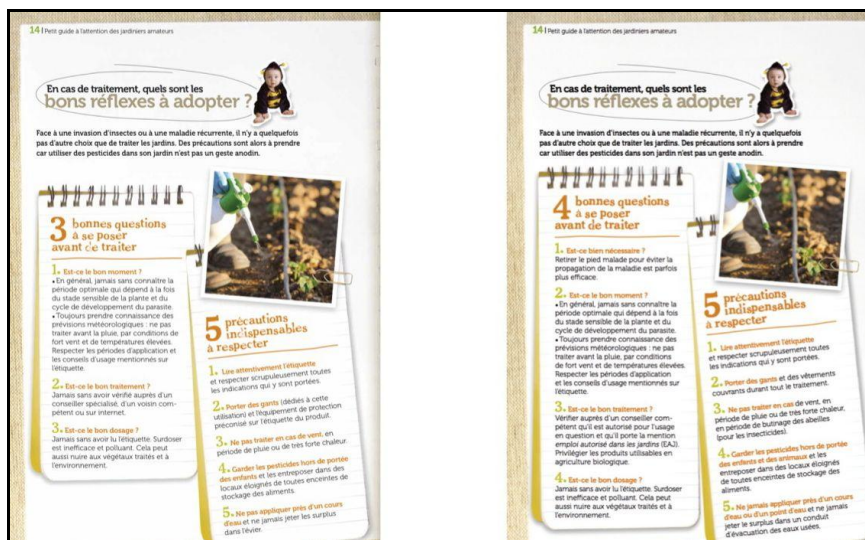 14 | Petit guide à l'attention des jardiniers amateurs
En cas de traitement, quels sont les
bons réflexes à adopter ?
Face à une invasion d'insectes ou à une maladie récurrente, il n'y a quelquefois
pas d'autre choix que de traiter les jardins. Des précautions sont alors à prendre
car utiliser des pesticides dans son jardin n'est pas un geste anodin.
3 bonnes questions
à se poser
avant de traiter
1. Est-ce le bon moment ?
• En général, jamais sans connaître la
période optimale qui dépend à la fois
du stade sensible de la plante et du
cycle de développement du parasite.
• Toujours prendre connaissance des
prévisions météorologiques : ne pas
traiter avant la pluie, par conditions de
fort vent et de températures élevées.
Respecter les périodes d'application et
les conseils d'usage mentionnés sur
l'étiquette.
2. Est-ce le bon traitement ?
Jamais sans avoir vérifié auprès d'un
conseiller spécialisé, d'un voisin com-
pétent ou sur internet.
3. Est-ce le bon dosage ?
Jamais sans avoir lu l'étiquette. Surdoser
est inefficace et polluant. Cela peut
aussi nuire aux végétaux traités et à
l'environnement.
5 précautions
indispensables
à respecter
1. Lire attentivement l'étiquette
et respecter scrupuleusement toutes
les indications qui y sont portées.
2. Porter des gants (dédiés à cette
utilisation) et l'équipement de protection
préconisé sur l'étiquette du produit.
3. Ne pas traiter en cas de vent, en
période de pluie ou de très forte chaleur.
4. Garder les pesticides hors de portée
des enfants et les entreposer dans des
locaux éloignés de toutes enceintes de
stockage des aliments.
5. Ne pas appliquer près d'un cours
d'eau et ne jamais jeter les surplus
dans l'évier.
14 | Petit guide à l'attention des jardiniers amateurs
En cas de traitement, quels sont les
bons réflexes à adopter ?
Face à une invasion d'insectes ou à une maladie récurrente, il n'y a quelquefois
pas d'autre choix que de traiter les jardins. Des précautions sont alors à prendre
car utiliser des pesticides dans son jardin n'est pas un geste anodin.
4 bonnes questions
à se poser
avant de traiter
1. Est-ce bien nécessaire ?
Retirer le pied malade pour éviter la
propagation de la maladie est parfois
plus efficace.
2. Est-ce le bon moment ?
• En général, jamais sans connaître la
période optimale qui dépend à la fois
du stade sensible de la plante et du
cycle de développement du parasite.
• Toujours prendre connaissance des
prévisions météorologiques : ne pas
traiter avant la pluie, par conditions
de fort vent et de températures élevées.
Respecter les périodes d'application et
les conseils d'usage mentionnés sur
l'étiquette.
3. Est-ce le bon traitement ?
Vérifier auprès d'un conseiller com-
pétent qu'il est autorisé pour l'usage
en question et qu'il porte la mention
emploi autorisé dans les jardins (EAJ).
Privilégier les produits utilisables en
agriculture biologique.
4. Est-ce le bon dosage ?
Jamais sans avoir lu l'étiquette. Surdoser
est inefficace et polluant. Cela peut
aussi nuire aux végétaux traités et à
l'environnement.
5 précautions
indispensables
à respecter
1. Lire attentivement l'étiquette
et respecter scrupuleusement toutes
les indications qui y sont portées.
2. Porter des gants et des vêtements
couvrants durant tout le traitement.
3. Ne pas traiter en cas de vent, en
période de pluie ou de très forte chaleur,
en période de butinage des abeilles
(pour les insecticides).
4. Garder les pesticides hors de portée
des enfants et des animaux et les
entreposer dans des locaux éloignés
de toutes enceintes de stockage des
aliments.
5. Ne jamais appliquer près d'un cours
d'eau ou d'un point d'eau et ne jamais
jeter le surplus dans un conduit
d'évacuation des eaux usées.